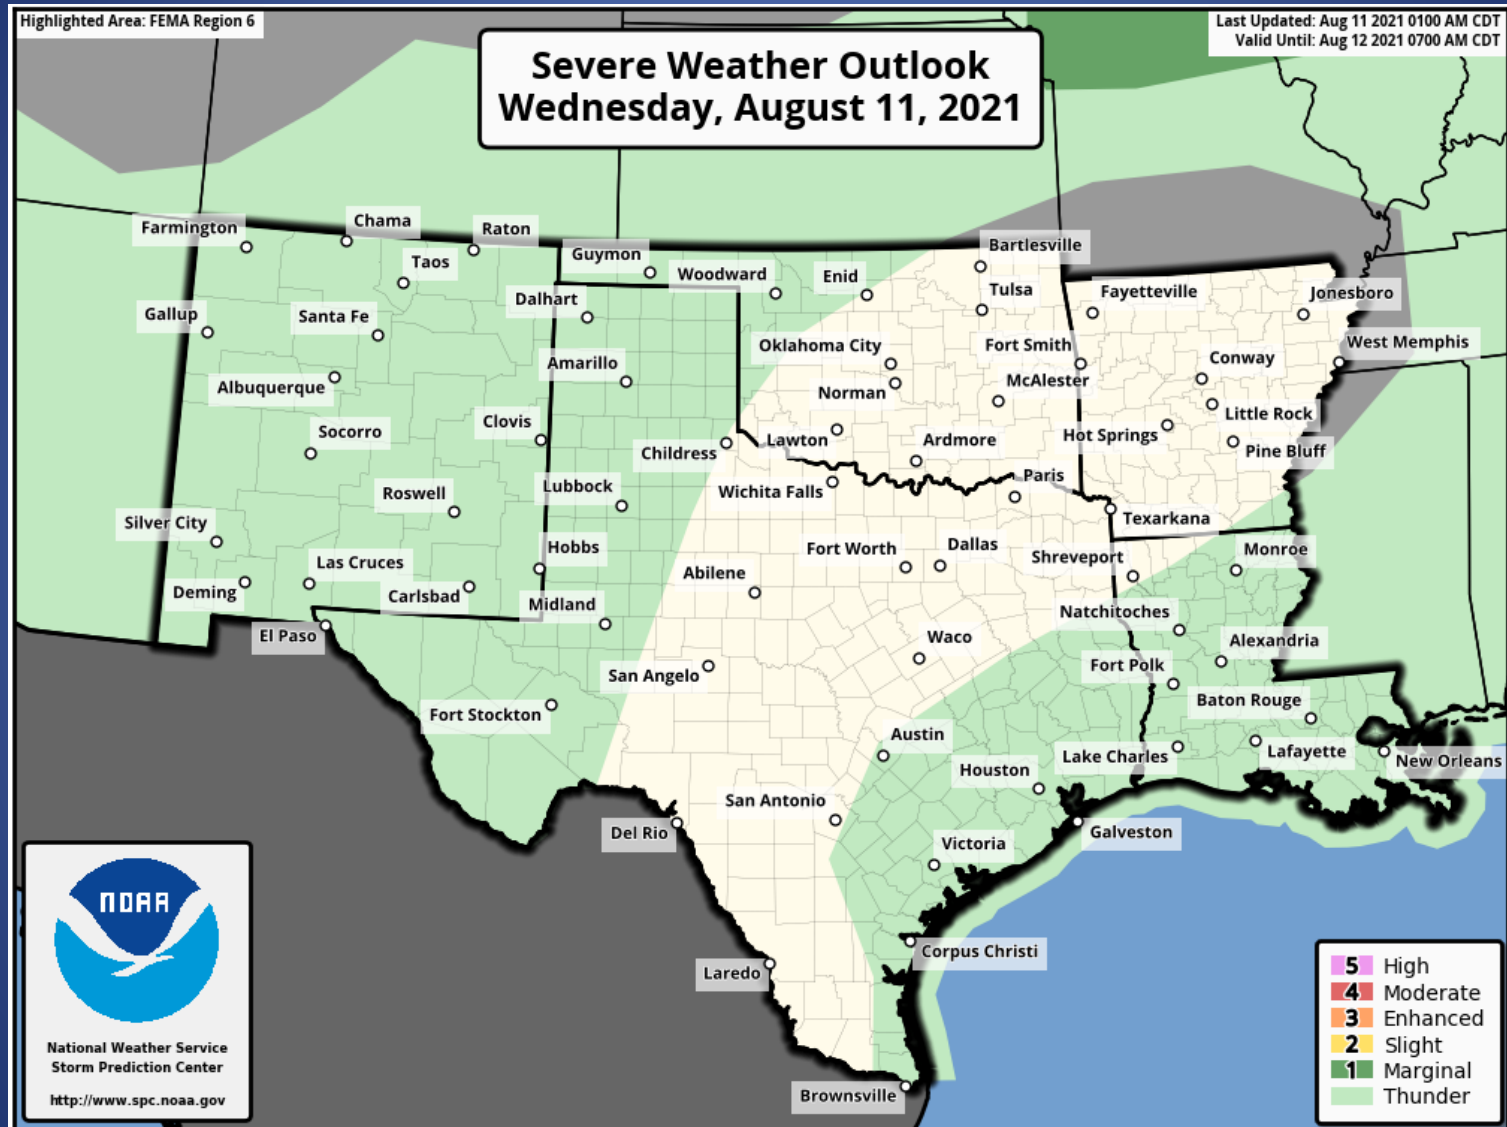 Highlighted Area: FEMA Region 6
Last Updated: Aug 11 2021 0100 AM CDT
Valid Until: Aug 12 2021 0700 AM CDT
Severe Weather Outlook
Wednesday, August 11, 2021
Farmington
Chama
Raton
Guymon
Bartlesville
Taos
Woodward
Enid
Tulsa
Fayetteville
Jonesboro
Gallup
Santa Fe
Dalhart
Oklahoma City
Fort Smith
West Memphis
Albuquerque
Amarillo
Norman
McAlester
Conway
Socorro
Clovis
Childress
Lawton
Ardmore
Hot Springs
Little Rock
Pine Bluff
Roswell
Lubbock
Wichita Falls
Paris
Texarkana
Silver City
Las Cruces
Hobbs
Abilene
Fort Worth
Dallas
Shreveport
Monroe
Deming
Carlsbad
Midland
Natchitoches
El Paso
San Angelo
Waco
Fort Polk
Alexandria
Fort Stockton
Austin
Baton Rouge
Houston
Lake Charles
Lafayette
New Orleans
San Antonio
Del Rio
Victoria
Galveston
Laredo
Corpus Christi
Brownsville
NOAA
National Weather Service
Storm Prediction Center
http://www.spc.noaa.gov
5 High
4 Moderate
3 Enhanced
2 Slight
1 Marginal
Thunder